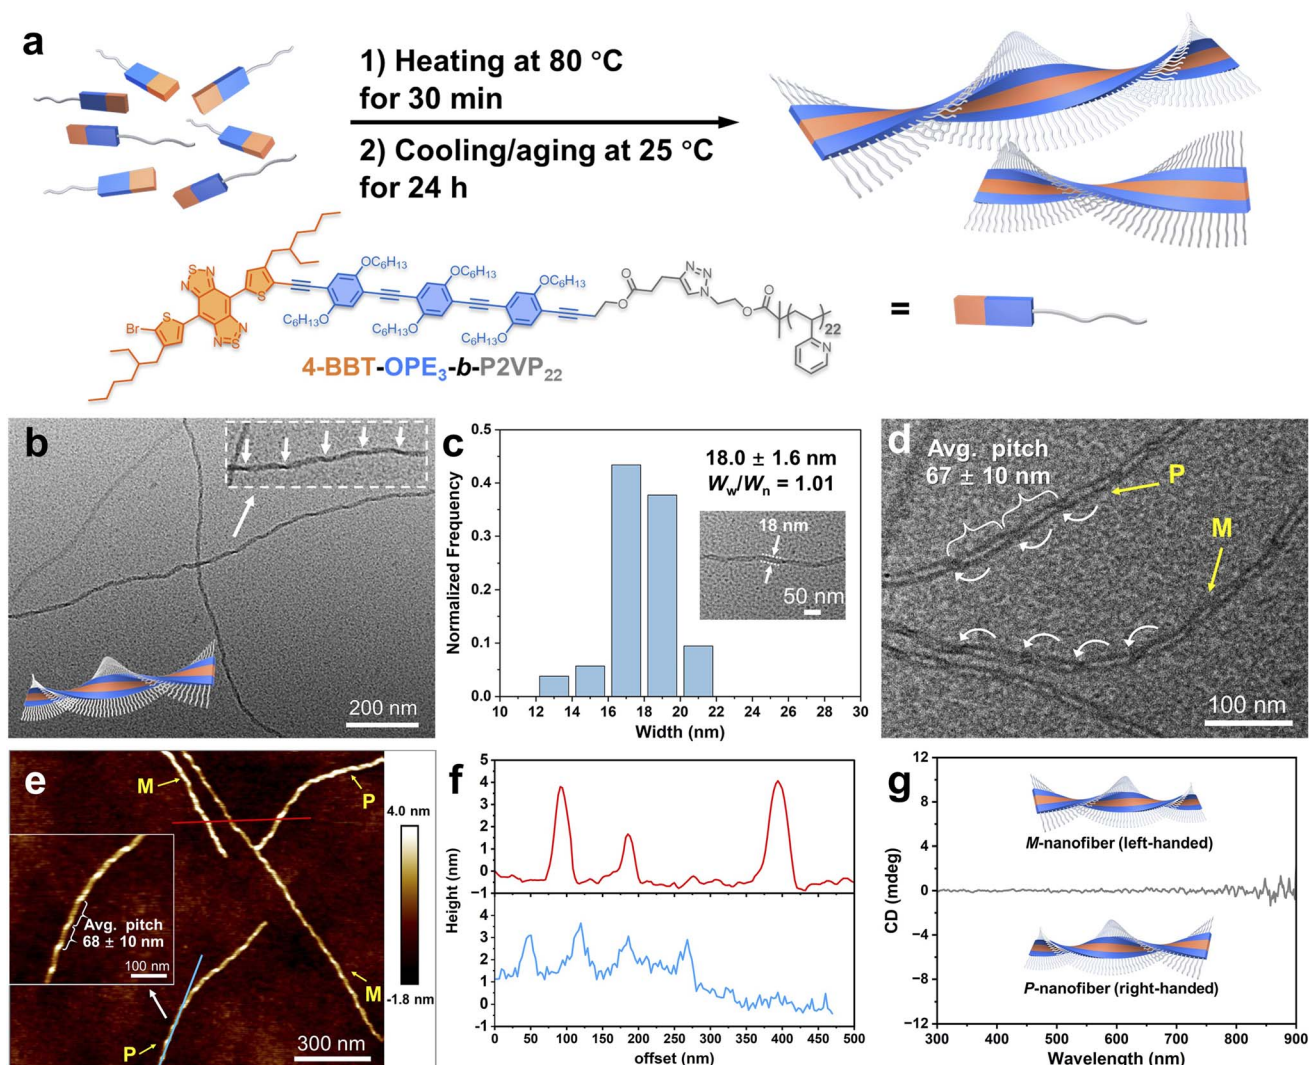 a
1) Heating at 80 °C
for 30 min
2) Cooling/aging at 25 °C
for 24 h
N S N
S
Br
S
N S N
OC₆H₁₃
OC₆H₁₃
OC₆H₁₃
C₆H₁₃O
C₆H₁₃O
C₆H₁₃O
O
O
N=N
N
O
O
22
N
=
4-BBT-OPE₃-b-P2VP₂₂
b
200 nm
c
Normalized Frequency
0.5
0.4
0.3
0.2
0.1
0.0
18.0 ± 1.6 nm
Ww/Wn = 1.01
18 nm
50 nm
10 12 14 16 18 20 22 24 26 28 30
Width (nm)
d
Avg. pitch
67 ± 10 nm
P
M
100 nm
e
M
P
4.0 nm
-1.8 nm
Avg. pitch
68 ± 10 nm
100 nm
M
P
300 nm
f
Height (nm)
5
4
3
2
1
0
-1
4
3
2
1
0
-1
0 50 100 150 200 250 300 350 400 450 500
offset (nm)
g
CD (mdeg)
12
8
4
0
-4
-8
-12
M-nanofiber (left-handed)
P-nanofiber (right-handed)
300 400 500 600 700 800 900
Wavelength (nm)